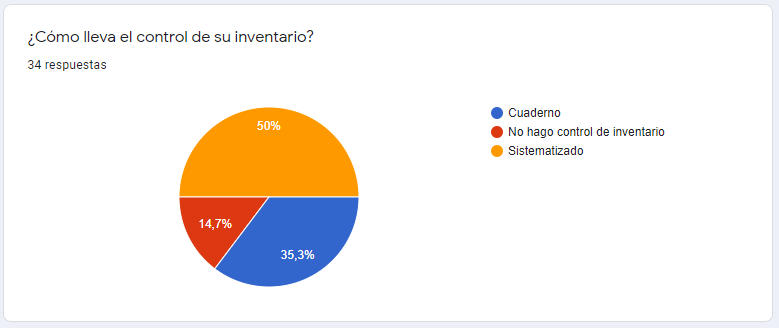 ¿Cómo lleva el control de su inventario?
34 respuestas
50%
14,7%
35,3%
Cuaderno
No hago control de inventario
Sistematizado